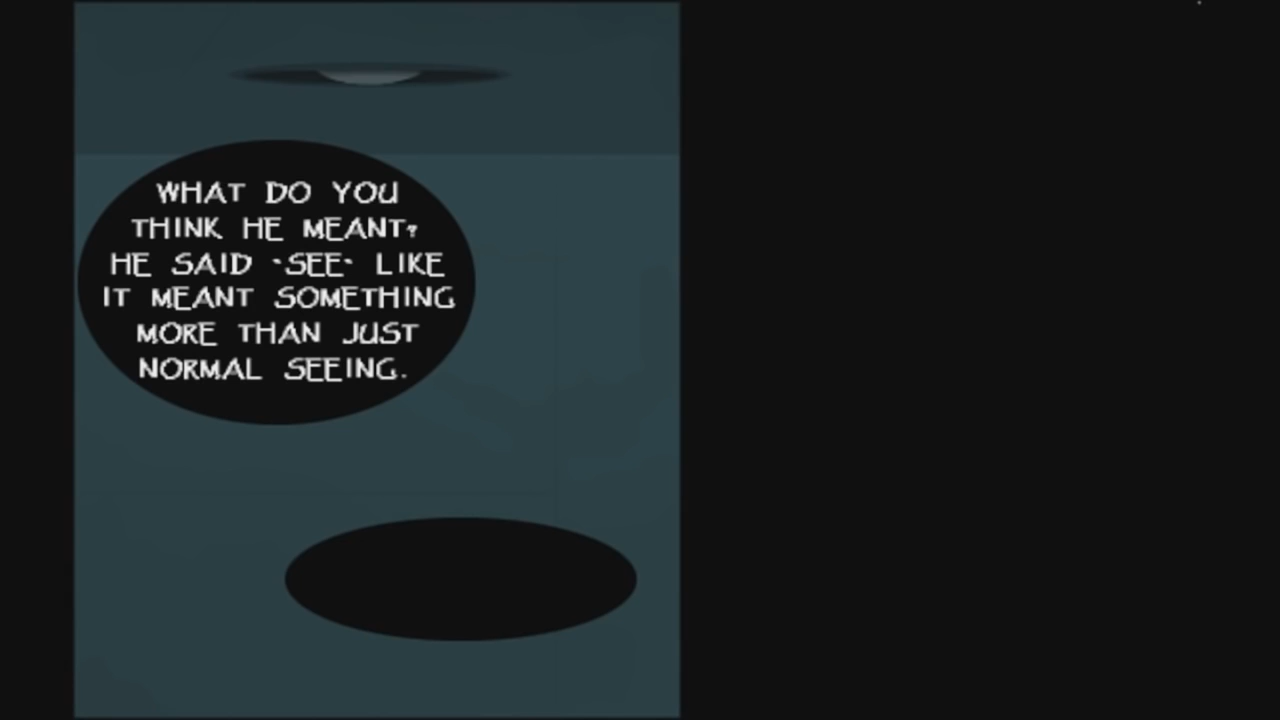 WHAT DO YOU
THINK HE MEANT?
HE SAID "SEE" LIKE
IT MEANT SOMETHING
MORE THAN JUST
NORMAL SEEING.